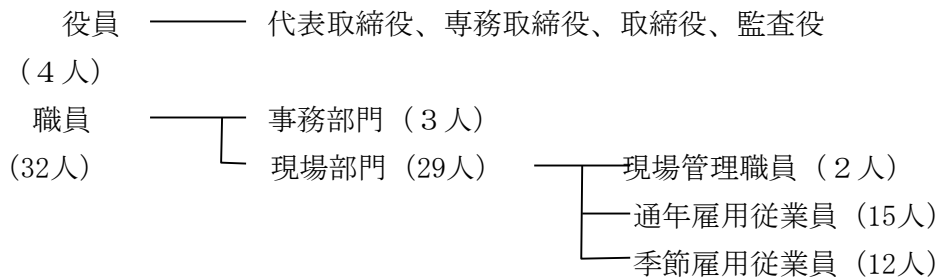 役員 代表取締役、専務取締役、取締役、監査役
(４人)
職員 事務部門（３人）
(32人) 現場部門（29人） 現場管理職員（２人）
通年雇用従業員（15人）
季節雇用従業員（12人）